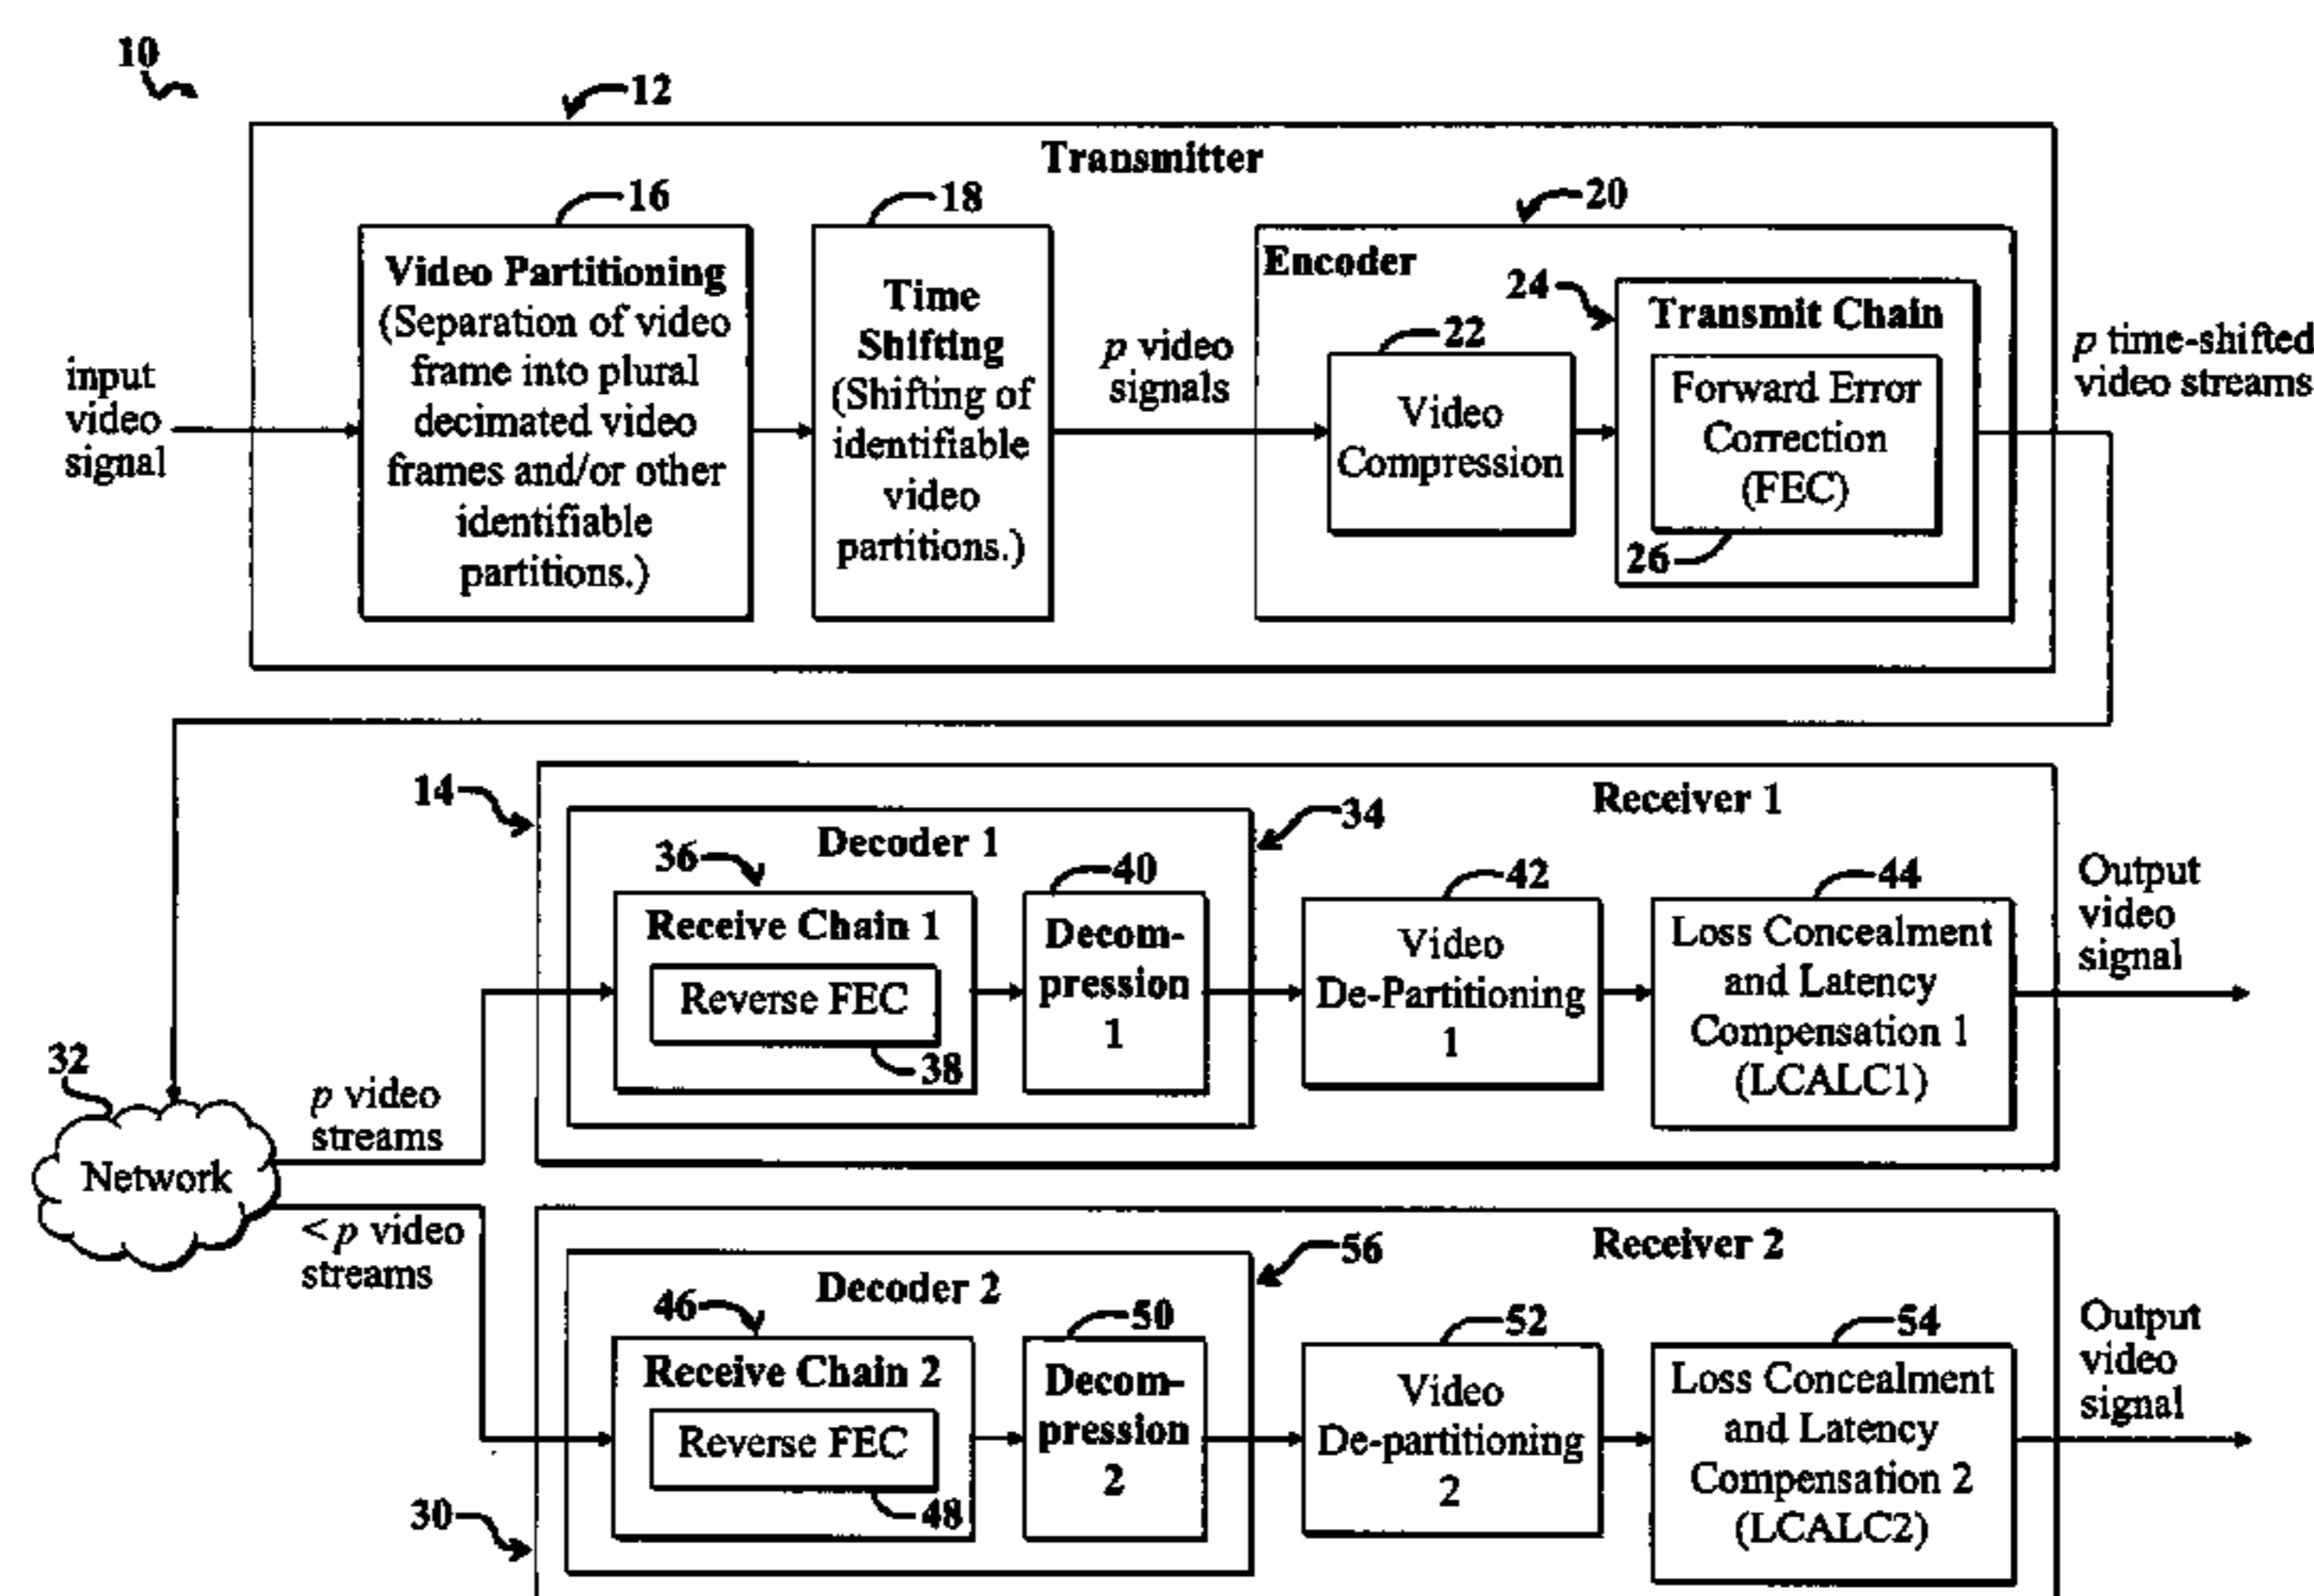 10
12
Transmitter
16
18
20
Video Partitioning
(Separation of video
frame into plural
decimated video
frames and/or other
identifiable
partitions.)
Time
Shifting
(Shifting of
identifiable
video
partitions.)
Encoder
24
Transmit Chain
22
Video
Compression
Forward Error
Correction
(FEC)
26
input
video
signal
p video
signals
p time-shifted
video streams
14
Receiver 1
34
Decoder 1
36
40
42
44
Receive Chain 1
Reverse FEC
38
Decom-
pression
1
Video
De-Partitioning
1
Loss Concealment
and Latency
Compensation 1
(LCALC1)
Output
video
signal
32
Network
p video
streams
< p video
streams
Receiver 2
56
Decoder 2
46
50
52
54
Receive Chain 2
Reverse FEC
48
Decom-
pression
2
Video
De-partitioning
2
Loss Concealment
and Latency
Compensation 2
(LCALC2)
Output
video
signal
30